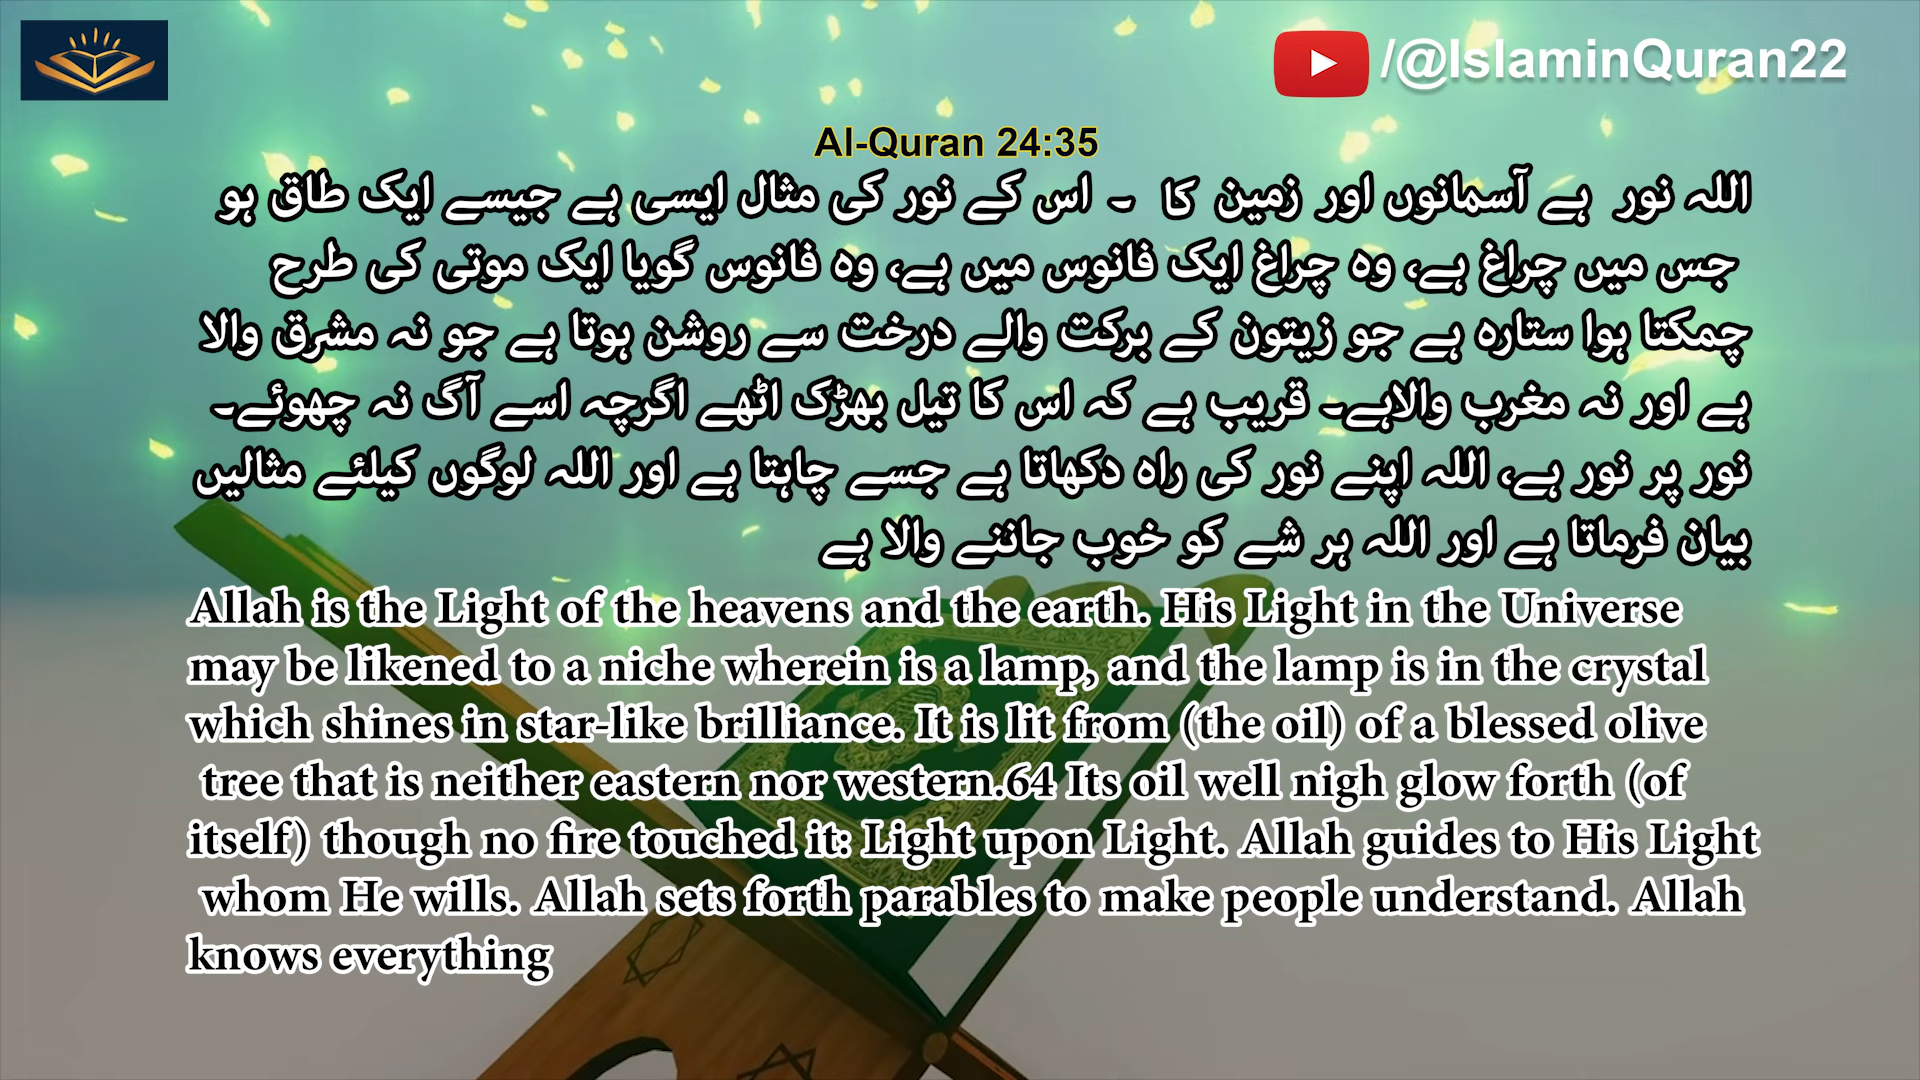 /@IslaminQuran22
Al-Quran 24:35
اللہ نور ہے آسمانوں اور زمین کا ۔ اس کے نور کی مثال ایسی ہے جیسے ایک طاق ہو
جس میں چراغ ہے، وہ چراغ ایک فانوس میں ہے، وہ فانوس گویا ایک موتی کی طرح
چمکتا ہوا ستارہ ہے جو زیتون کے برکت والے درخت سے روشن ہوتا ہے جو نہ مشرق والا
ہے اور نہ مغرب والاہے۔ قریب ہے کہ اس کا تیل بھڑک اٹھے اگرچہ اسے آگ نہ چھوئے۔
نور پر نور ہے، اللہ اپنے نور کی راہ دکھاتا ہے جسے چاہتا ہے اور اللہ لوگوں کیلئے مثالیں
بیان فرماتا ہے اور اللہ ہر شے کو خوب جاننے والا ہے
Allah is the Light of the heavens and the earth. His Light in the Universe
may be likened to a niche wherein is a lamp, and the lamp is in the crystal
which shines in star-like brilliance. It is lit from (the oil) of a blessed olive
tree that is neither eastern nor western.64 Its oil well nigh glow forth (of
itself) though no fire touched it: Light upon Light. Allah guides to His Light
whom He wills. Allah sets forth parables to make people understand. Allah
knows everything